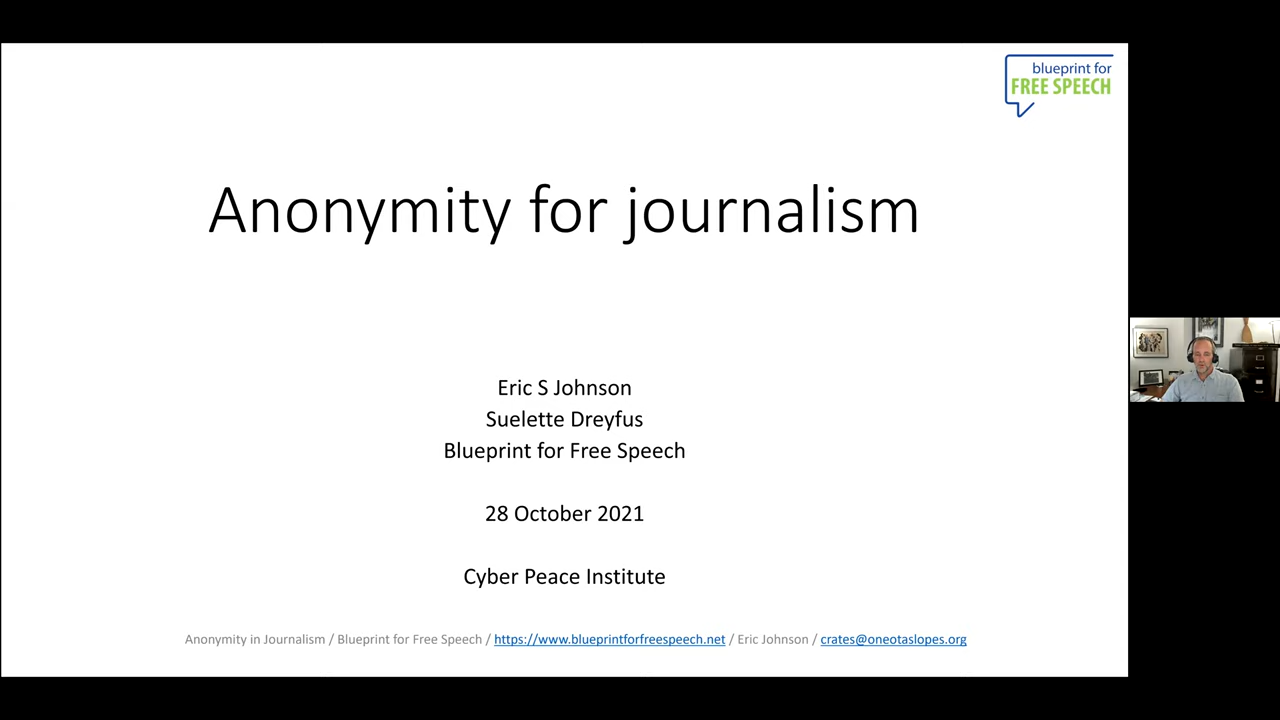 blueprint for
FREE SPEECH
Anonymity for journalism
Eric S Johnson
Suelette Dreyfus
Blueprint for Free Speech
28 October 2021
Cyber Peace Institute
Anonymity in Journalism / Blueprint for Free Speech / https://www.blueprintforfreespeech.net / Eric Johnson / crates@oneotaslopes.org